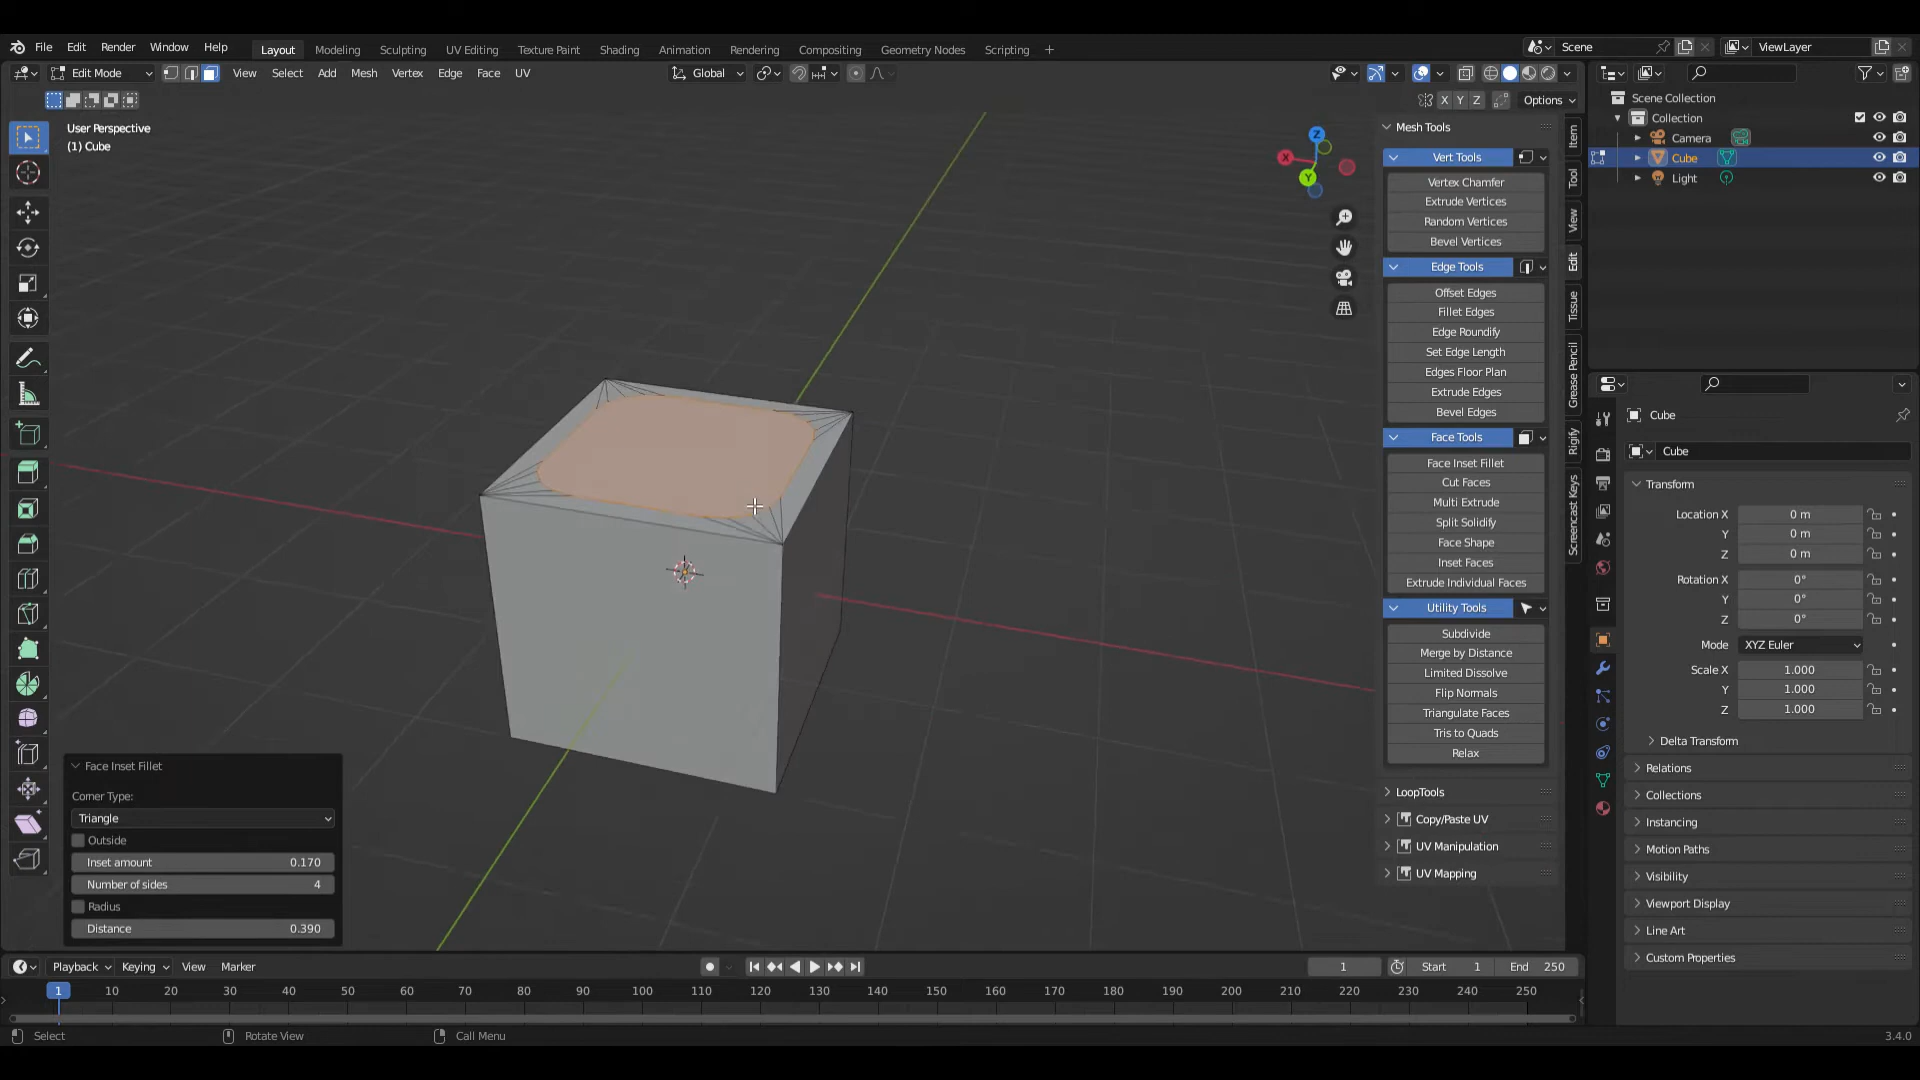 File Edit Render Window Help Layout Modeling Sculpting UV Editing Texture Paint Shading Animation Rendering Compositing Geometry Nodes Scripting + Scene ViewLayer
Edit Mode View Select Add Mesh Vertex Edge Face UV Global
X Y Z Options
User Perspective
(1) Cube
Z
X
Y
Mesh Tools
Vert Tools
Vertex Chamfer
Extrude Vertices
Random Vertices
Bevel Vertices
Edge Tools
Offset Edges
Fillet Edges
Edge Roundify
Set Edge Length
Edges Floor Plan
Extrude Edges
Bevel Edges
Face Tools
Face Inset Fillet
Cut Faces
Multi Extrude
Split Solidify
Face Shape
Inset Faces
Extrude Individual Faces
Utility Tools
Subdivide
Merge by Distance
Limited Dissolve
Flip Normals
Triangulate Faces
Tris to Quads
Relax
LoopTools
Copy/Paste UV
UV Manipulation
UV Mapping
Item
Tool
View
Edit
Tissue
Grease Pencil
Rigify
Screencast Keys
Scene Collection
Collection
Camera
Cube
Light
Cube
Cube
Transform
Location X 0 m
Y 0 m
Z 0 m
Rotation X 0°
Y 0°
Z 0°
Mode XYZ Euler
Scale X 1.000
Y 1.000
Z 1.000
Delta Transform
Relations
Collections
Instancing
Motion Paths
Visibility
Viewport Display
Line Art
Custom Properties
Face Inset Fillet
Corner Type:
Triangle
Outside
Inset amount 0.170
Number of sides 4
Radius
Distance 0.390
Playback Keying View Marker 1 Start 1 End 250
1 10 20 30 40 50 60 70 80 90 100 110 120 130 140 150 160 170 180 190 200 210 220 230 240 250
Select Rotate View Call Menu 3.4.0